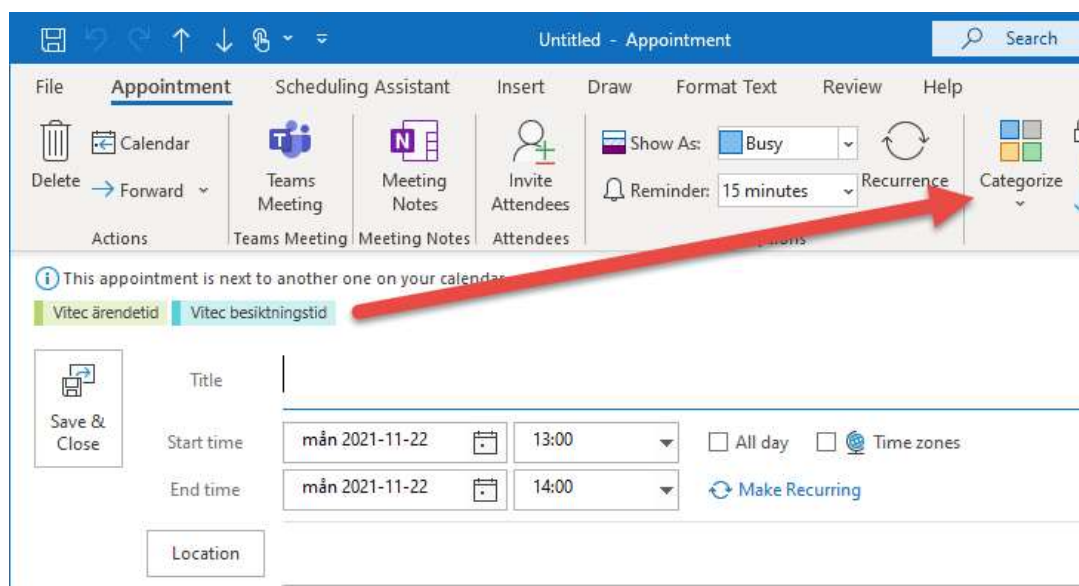 Untitled - Appointment Search
File Appointment Scheduling Assistant Insert Draw Format Text Review Help
Delete
Calendar
Forward
Actions
Teams
Meeting
Teams Meeting
Meeting
Notes
Meeting Notes
Invite
Attendees
Attendees
Show As: Busy
Reminder: 15 minutes
Recurrence
Categorize
This appointment is next to another one on your calendar
Vitec ärendetid Vitec besiktningstid
Save &
Close
Title
Start time mån 2021-11-22 13:00 All day Time zones
End time mån 2021-11-22 14:00 Make Recurring
Location